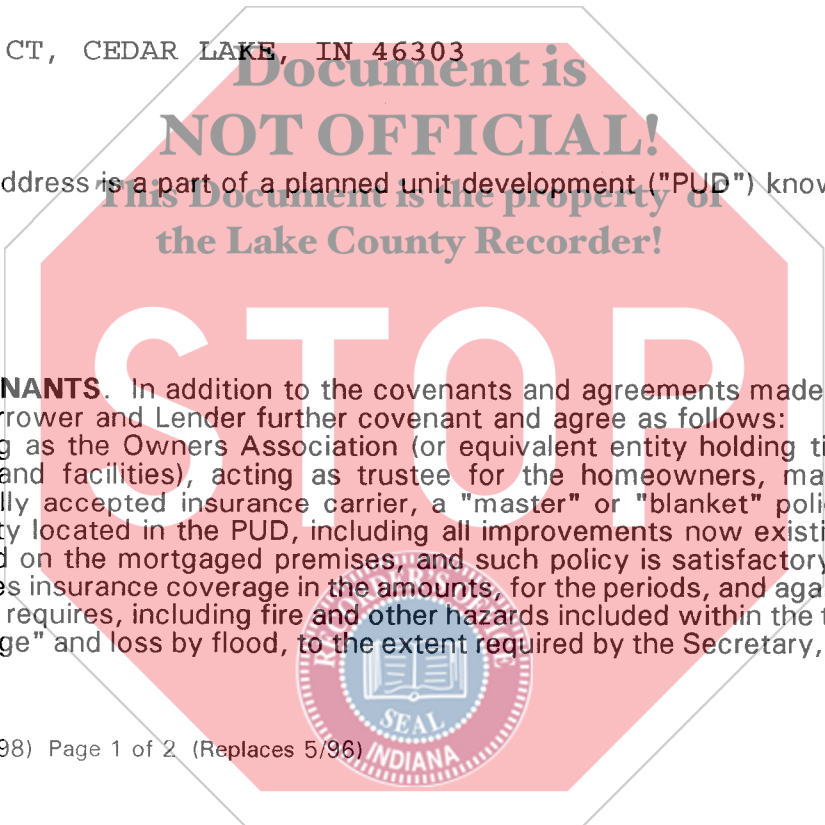 CT, CEDAR LAKE, IN 46303
Document is
NOT OFFICIAL!
ddress is a part of a planned unit development ("PUD") know
This Document is the property of
the Lake County Recorder!
STOP
NANTS. In addition to the covenants and agreements made
rrower and Lender further covenant and agree as follows:
g as the Owners Association (or equivalent entity holding ti
and facilities), acting as trustee for the homeowners, ma
lly accepted insurance carrier, a "master" or "blanket" poli
ty located in the PUD, including all improvements now existi
d on the mortgaged premises, and such policy is satisfactory
es insurance coverage in the amounts, for the periods, and aga
requires, including fire and other hazards included within the t
ge" and loss by flood, to the extent required by the Secretary,
RECORDER'S OFFICE
SEAL
INDIANA
98) Page 1 of 2 (Replaces 5/96)